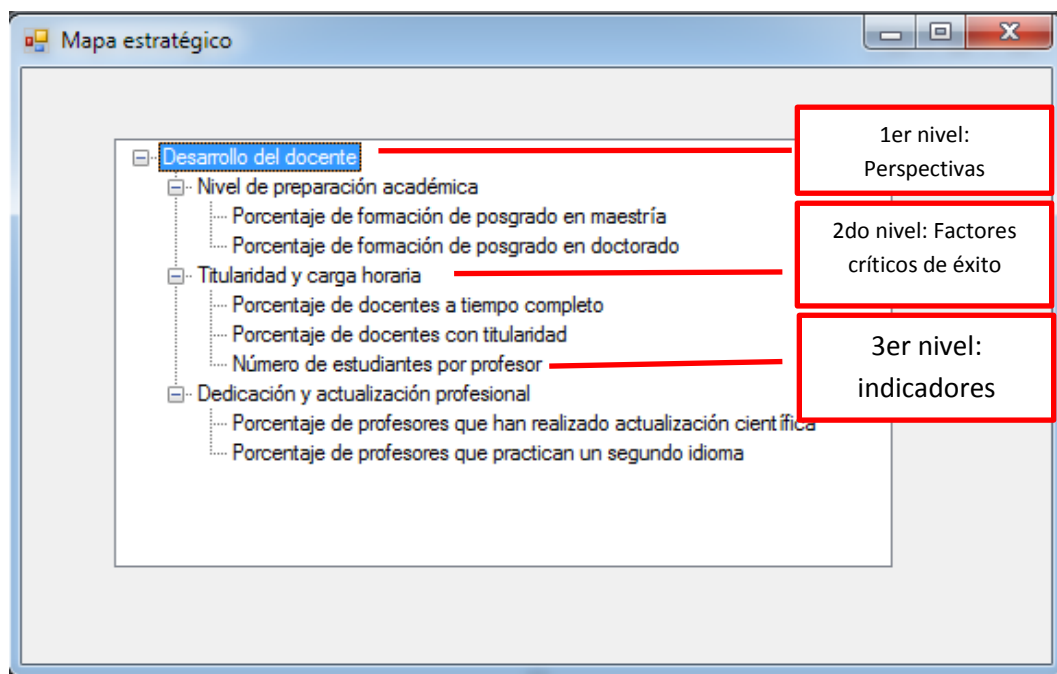 Mapa estratégico
Desarrollo del docente
Nivel de preparación académica
Porcentaje de formación de posgrado en maestría
Porcentaje de formación de posgrado en doctorado
Titularidad y carga horaria
Porcentaje de docentes a tiempo completo
Porcentaje de docentes con titularidad
Número de estudiantes por profesor
Dedicación y actualización profesional
Porcentaje de profesores que han realizado actualización científica
Porcentaje de profesores que practican un segundo idioma
1er nivel:
Perspectivas
2do nivel: Factores
críticos de éxito
3er nivel:
indicadores